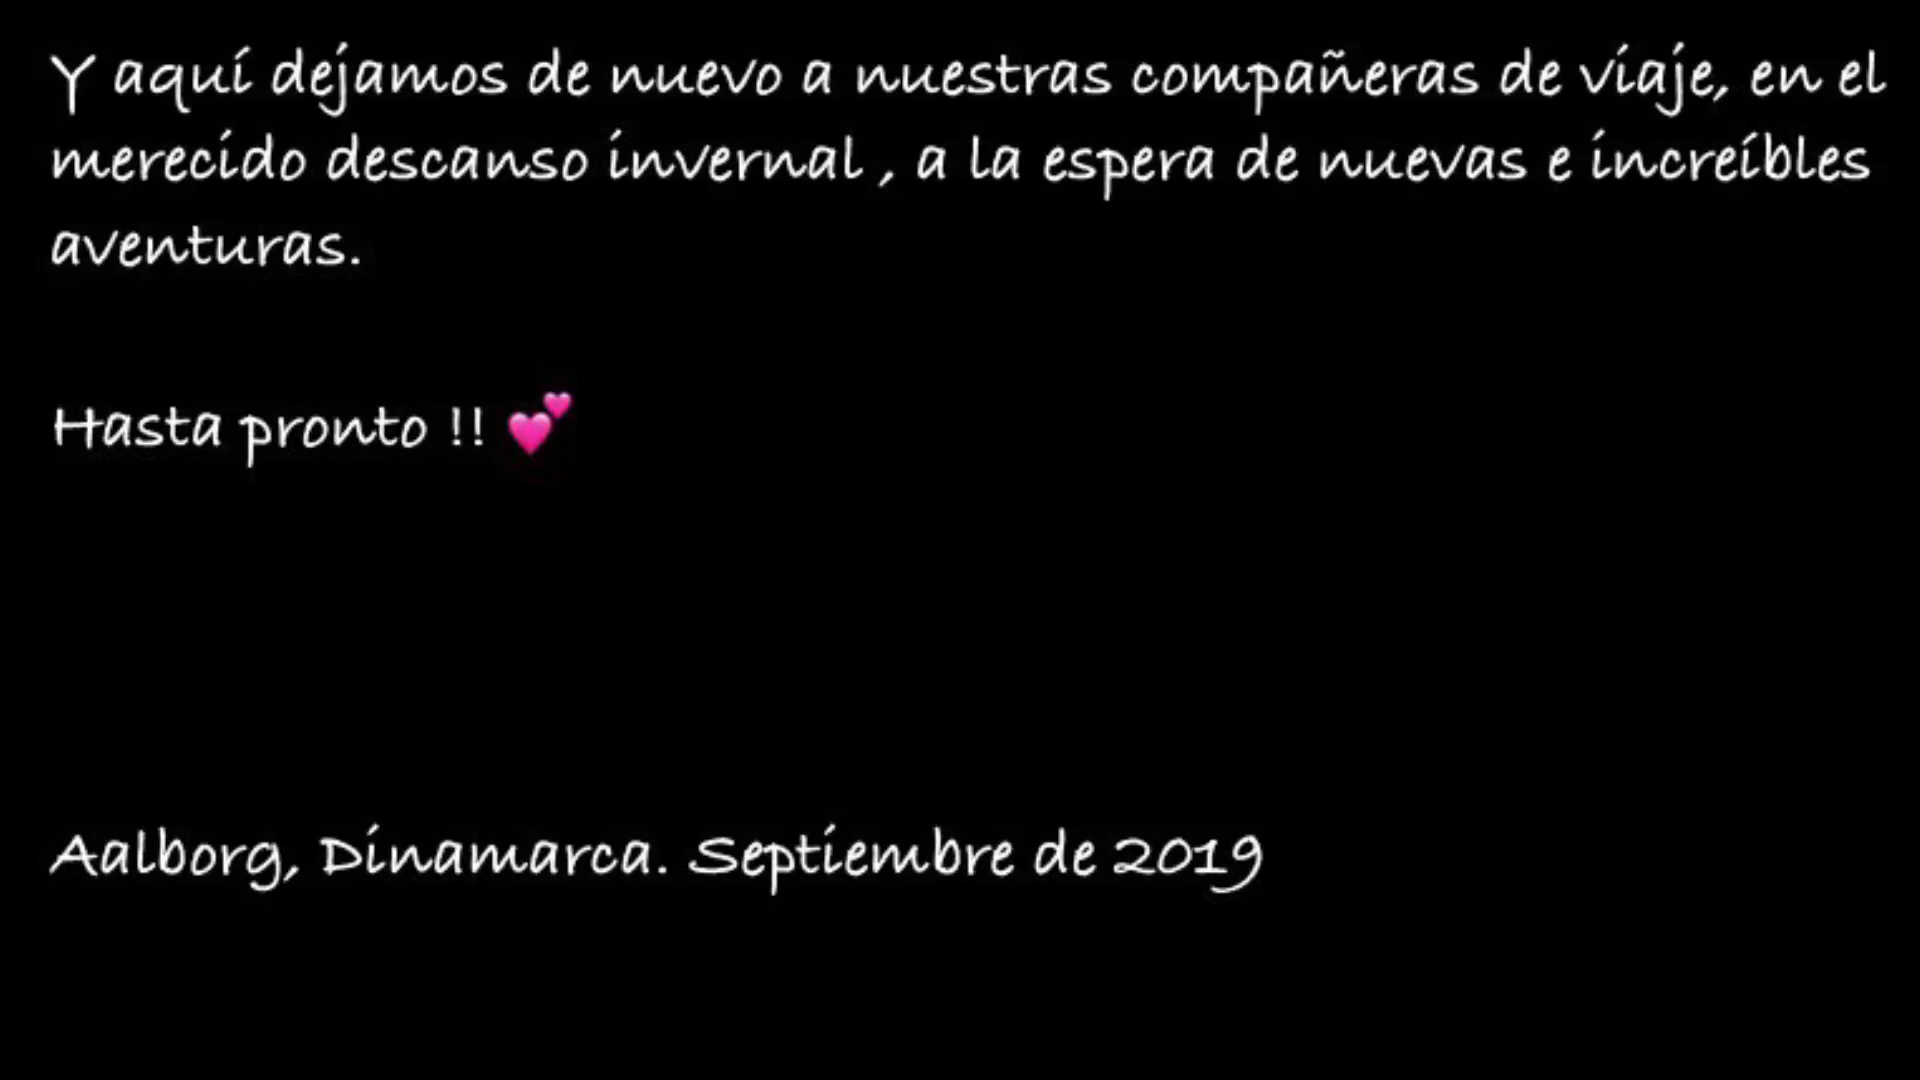 Y aquí dejamos de nuevo a nuestras compañeras de viaje, en el
merecido descanso invernal , a la espera de nuevas e increíbles
aventuras.
Hasta pronto !! 💕
Aalborg, Dinamarca. Septiembre de 2019